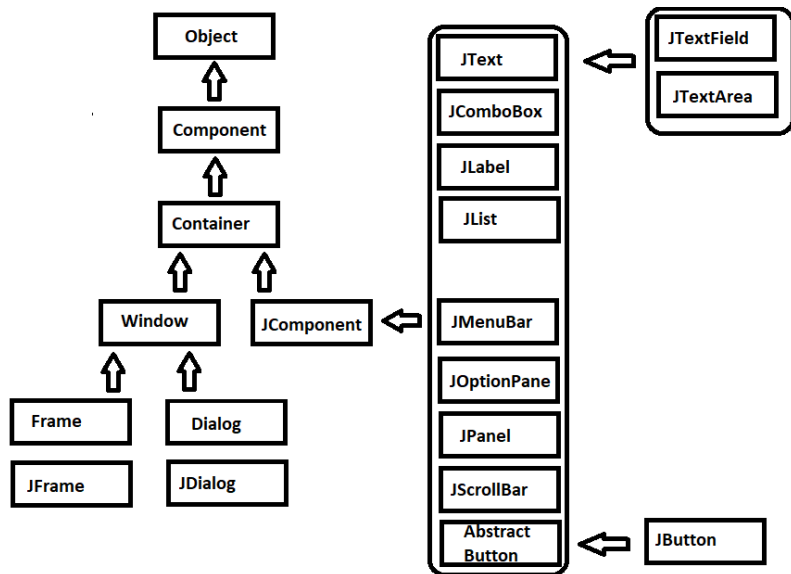 Object
Component
Container
Window
JComponent
Frame
Dialog
JFrame
JDialog
JText
JComboBox
JLabel
JList
JMenuBar
JOptionPane
JPanel
JScrollBar
Abstract
Button
JTextField
JTextArea
JButton